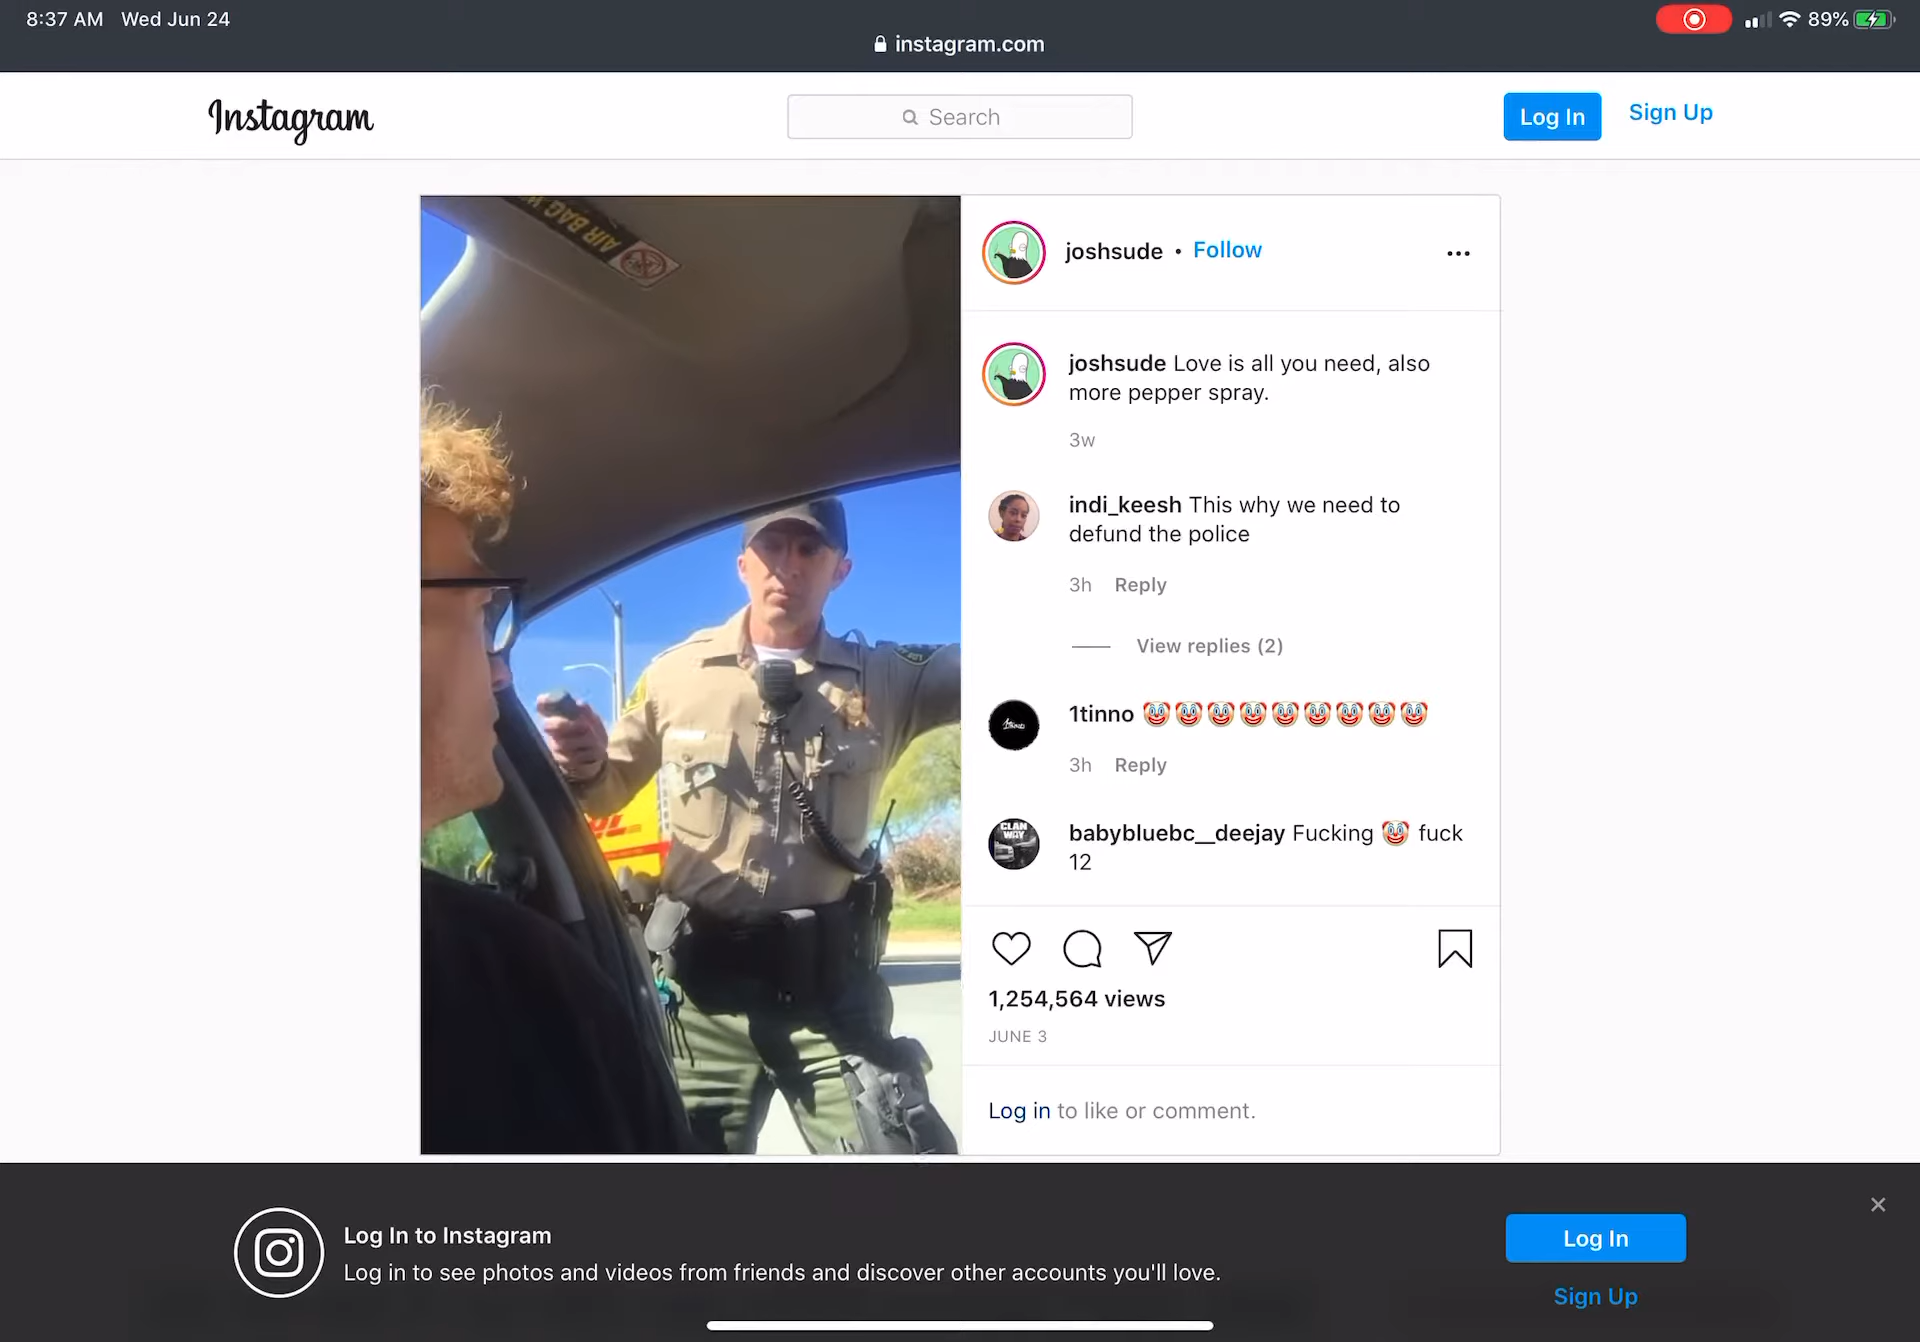 8:37 AM Wed Jun 24
89%
instagram.com
Instagram
Search
Log In
Sign Up
AIR BAG
joshsude • Follow
joshsude Love is all you need, also
more pepper spray.
3w
indi_keesh This why we need to
defund the police
3h Reply
View replies (2)
1tinno 🤡🤡🤡🤡🤡🤡🤡🤡🤡
3h Reply
CLAN
WAY
babybluebc__deejay Fucking 🤡 fuck
12
1,254,564 views
JUNE 3
Log in to like or comment.
Log In to Instagram
Log in to see photos and videos from friends and discover other accounts you'll love.
Log In
Sign Up